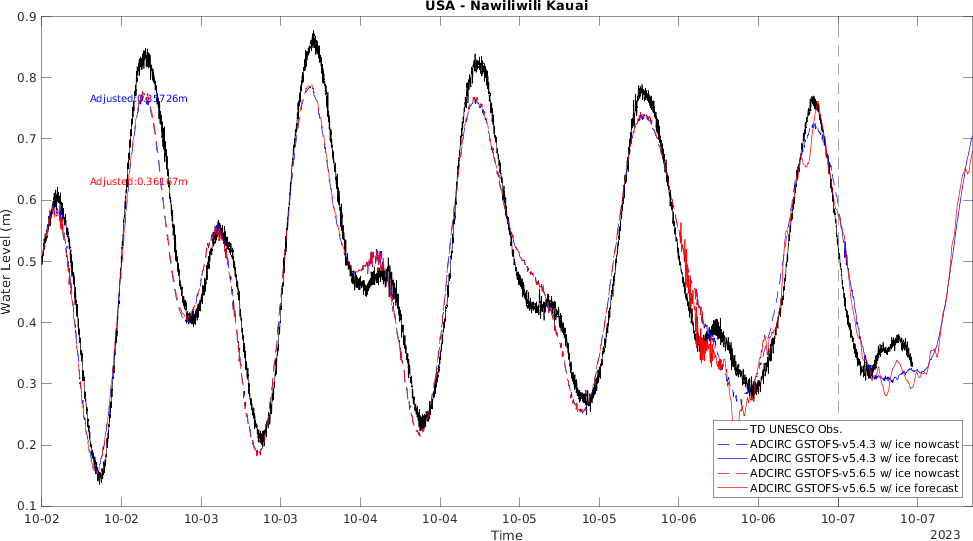 USA - Nawiliwili Kauai
0.9
0.8
Adjusted:0.35726m
0.7
Adjusted:0.36167m
0.6
0.5
0.4
0.3
0.2
0.1
Water Level (m)
TD UNESCO Obs.
ADCIRC GSTOFS-v5.4.3 w/ ice nowcast
ADCIRC GSTOFS-v5.4.3 w/ ice forecast
ADCIRC GSTOFS-v5.6.5 w/ ice nowcast
ADCIRC GSTOFS-v5.6.5 w/ ice forecast
10-02 10-02 10-03 10-03 10-04 10-04 10-05 10-05 10-06 10-06 10-07 10-07
Time
2023